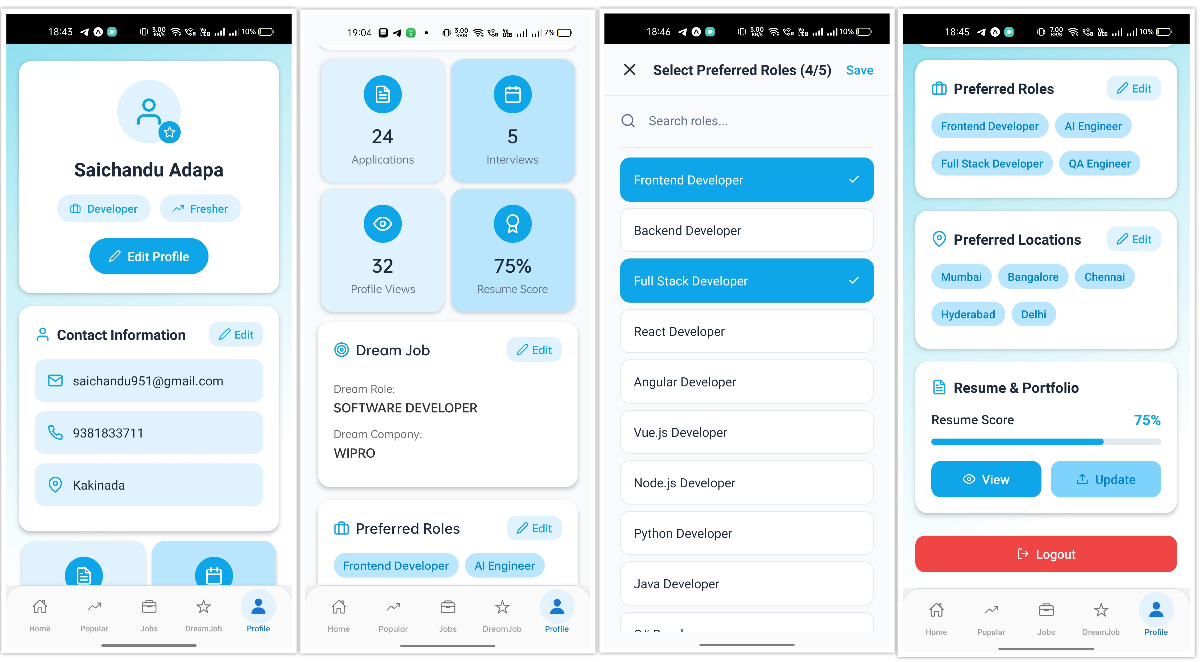 18:43
10%
Saichandu Adapa
Developer
Fresher
Edit Profile
Contact Information
Edit
saichandu951@gmail.com
9381833711
Kakinada
Home
Popular
Jobs
DreamJob
Profile
19:04
7%
24
Applications
5
Interviews
32
Profile Views
75%
Resume Score
Dream Job
Edit
Dream Role:
SOFTWARE DEVELOPER
Dream Company:
WIPRO
Preferred Roles
Edit
Frontend Developer
AI Engineer
Home
Popular
Jobs
DreamJob
Profile
18:46
10%
Select Preferred Roles (4/5)
Save
Search roles...
Frontend Developer
Backend Developer
Full Stack Developer
React Developer
Angular Developer
Vue.js Developer
Node.js Developer
Python Developer
Java Developer
18:45
10%
Preferred Roles
Edit
Frontend Developer
AI Engineer
Full Stack Developer
QA Engineer
Preferred Locations
Edit
Mumbai
Bangalore
Chennai
Hyderabad
Delhi
Resume & Portfolio
Resume Score
75%
View
Update
Logout
Home
Popular
Jobs
DreamJob
Profile